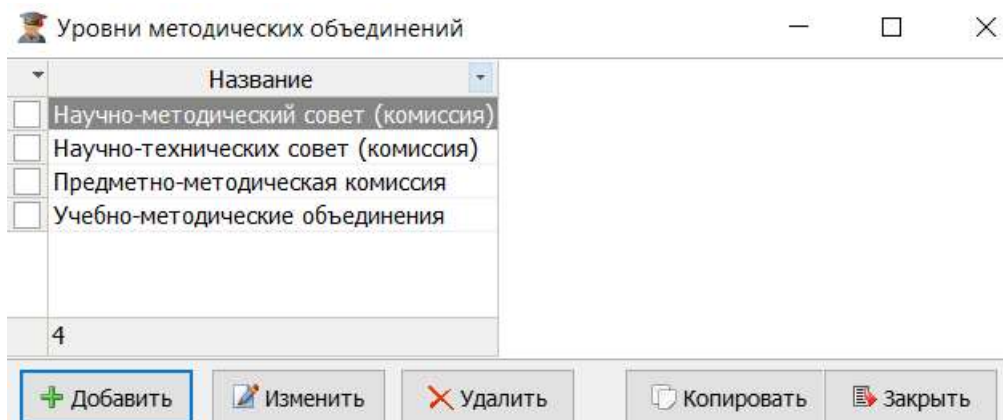 Уровни методических объединений
Название
Научно-методический совет (комиссия)
Научно-технических совет (комиссия)
Предметно-методическая комиссия
Учебно-методические объединения
4
Добавить Изменить Удалить Копировать Закрыть